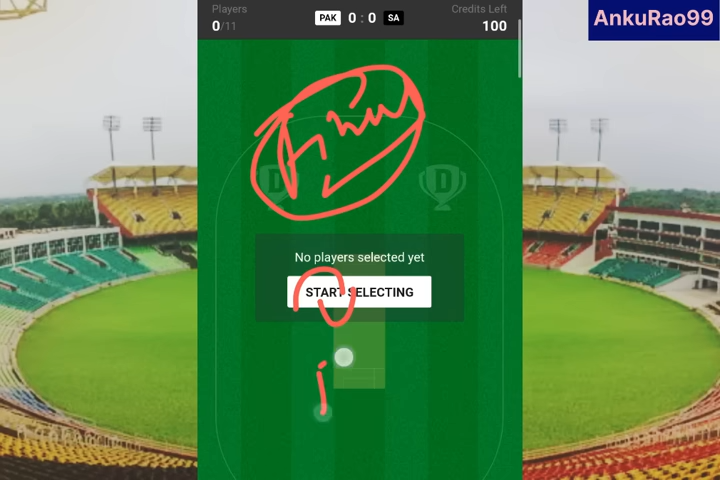 AnkuRao99
Players
Credits Left
0/11
PAK 0 : 0 SA
100
D
D
No players selected yet
START SELECTING